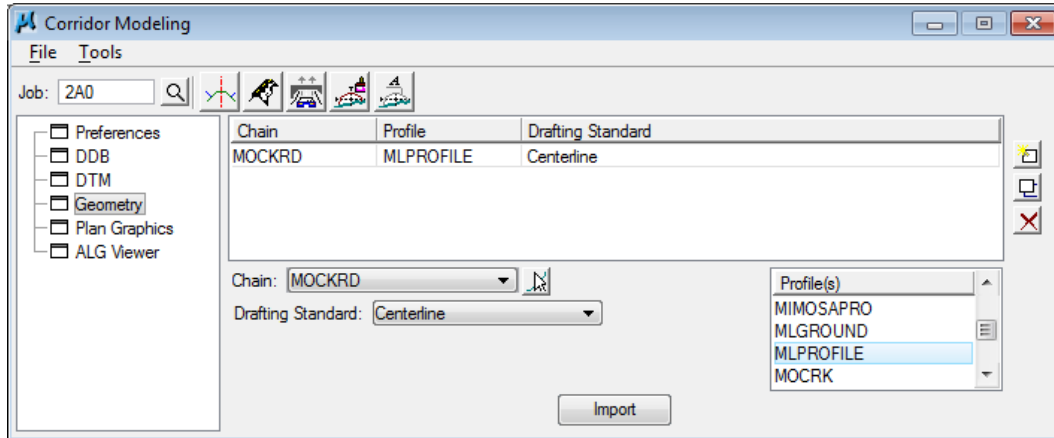 Corridor Modeling
File Tools
Job: 2A0
Preferences
DDB
DTM
Geometry
Plan Graphics
ALG Viewer
Chain Profile Drafting Standard
MOCKRD MLPROFILE Centerline
Chain: MOCKRD
Drafting Standard: Centerline
Profile(s)
MIMOSAPRO
MLGROUND
MLPROFILE
MOCRK
Import